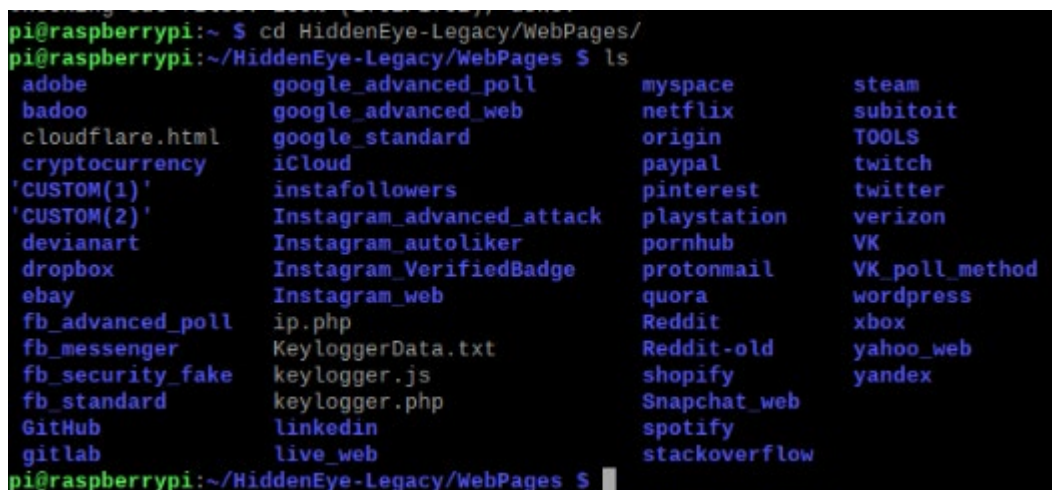 pi@raspberrypi:~ $ cd HiddenEye-Legacy/WebPages/
pi@raspberrypi:~/HiddenEye-Legacy/WebPages $ ls
adobe google_advanced_poll myspace steam
badoo google_advanced_web netflix subitoit
cloudflare.html google_standard origin TOOLS
cryptocurrency iCloud paypal twitch
'CUSTOM(1)' instafollowers pinterest twitter
'CUSTOM(2)' Instagram_advanced_attack playstation verizon
devianart Instagram_autoliker pornhub VK
dropbox Instagram_VerifiedBadge protonmail VK_poll_method
ebay Instagram_web quora wordpress
fb_advanced_poll ip.php Reddit xbox
fb_messenger KeyloggerData.txt Reddit-old yahoo_web
fb_security_fake keylogger.js shopify yandex
fb_standard keylogger.php Snapchat_web
GitHub linkedin spotify
gitlab live_web stackoverflow
pi@raspberrypi:~/HiddenEye-Legacy/WebPages $